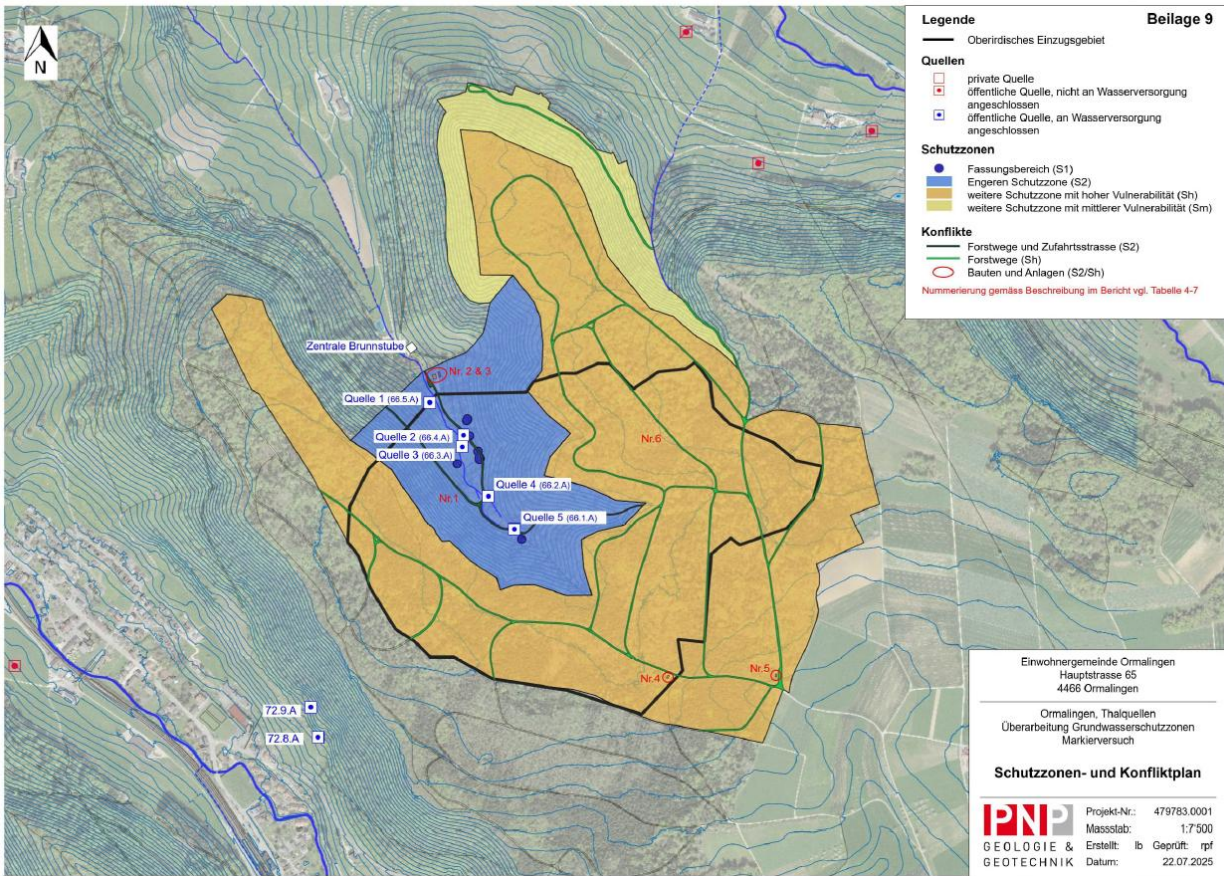 N
Legende Beilage 9
Oberirdisches Einzugsgebiet
Quellen
private Quelle
öffentliche Quelle, nicht an Wasserversorgung
angeschlossen
öffentliche Quelle, an Wasserversorgung
angeschlossen
Schutzzonen
Fassungsbereich (S1)
Engeren Schutzzone (S2)
weitere Schutzzone mit hoher Vulnerabilität (Sh)
weitere Schutzzone mit mittlerer Vulnerabilität (Sm)
Konflikte
Forstwege und Zufahrtsstrasse (S2)
Forstwege (Sh)
Bauten und Anlagen (S2/Sh)
Nummerierung gemäss Beschreibung im Bericht vgl. Tabelle 4-7
Zentrale Brunnstube
Nr. 2 & 3
Quelle 1 (66.5.A)
Quelle 2 (66.4.A)
Quelle 3 (66.3.A)
Nr.6
Nr.1
Quelle 4 (66.2.A)
Quelle 5 (66.1.A)
Nr.4
Nr.5
72.9.A
72.8.A
Einwohnergemeinde Ormalingen
Hauptstrasse 65
4466 Ormalingen
Ormalingen, Thalquellen
Überarbeitung Grundwasserschutzzonen
Markierversuch
Schutzzonen- und Konfliktplan
PNP
GEOLOGIE &
GEOTECHNIK
Projekt-Nr.: 479783.0001
Massstab: 1:7'500
Erstellt: lb Geprüft: rpf
Datum: 22.07.2025